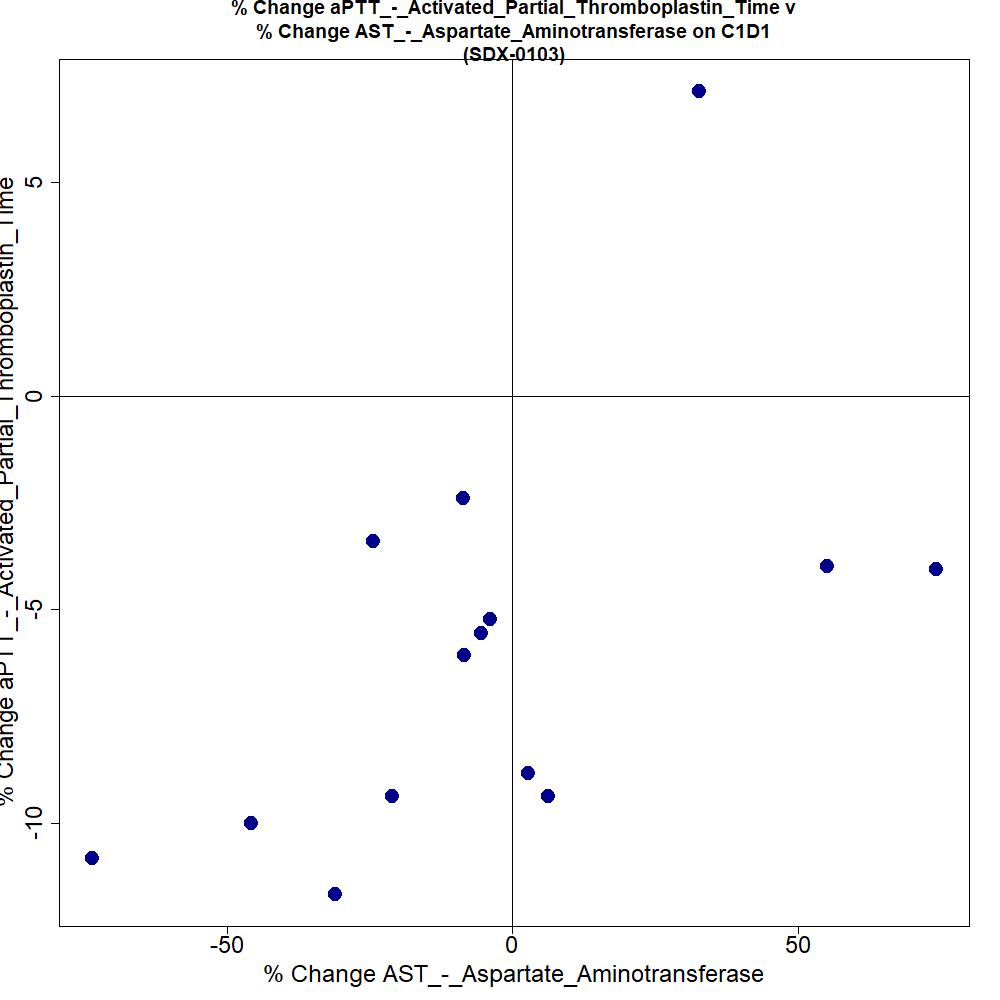 % Change aPTT_-_Activated_Partial_Thromboplastin_Time v
% Change AST_-_Aspartate_Aminotransferase on C1D1
(SDX-0103)
% Change aPTT_-_Activated_Partial_Thromboplastin_Time
5
0
-5
-10
-50
0
50
% Change AST_-_Aspartate_Aminotransferase